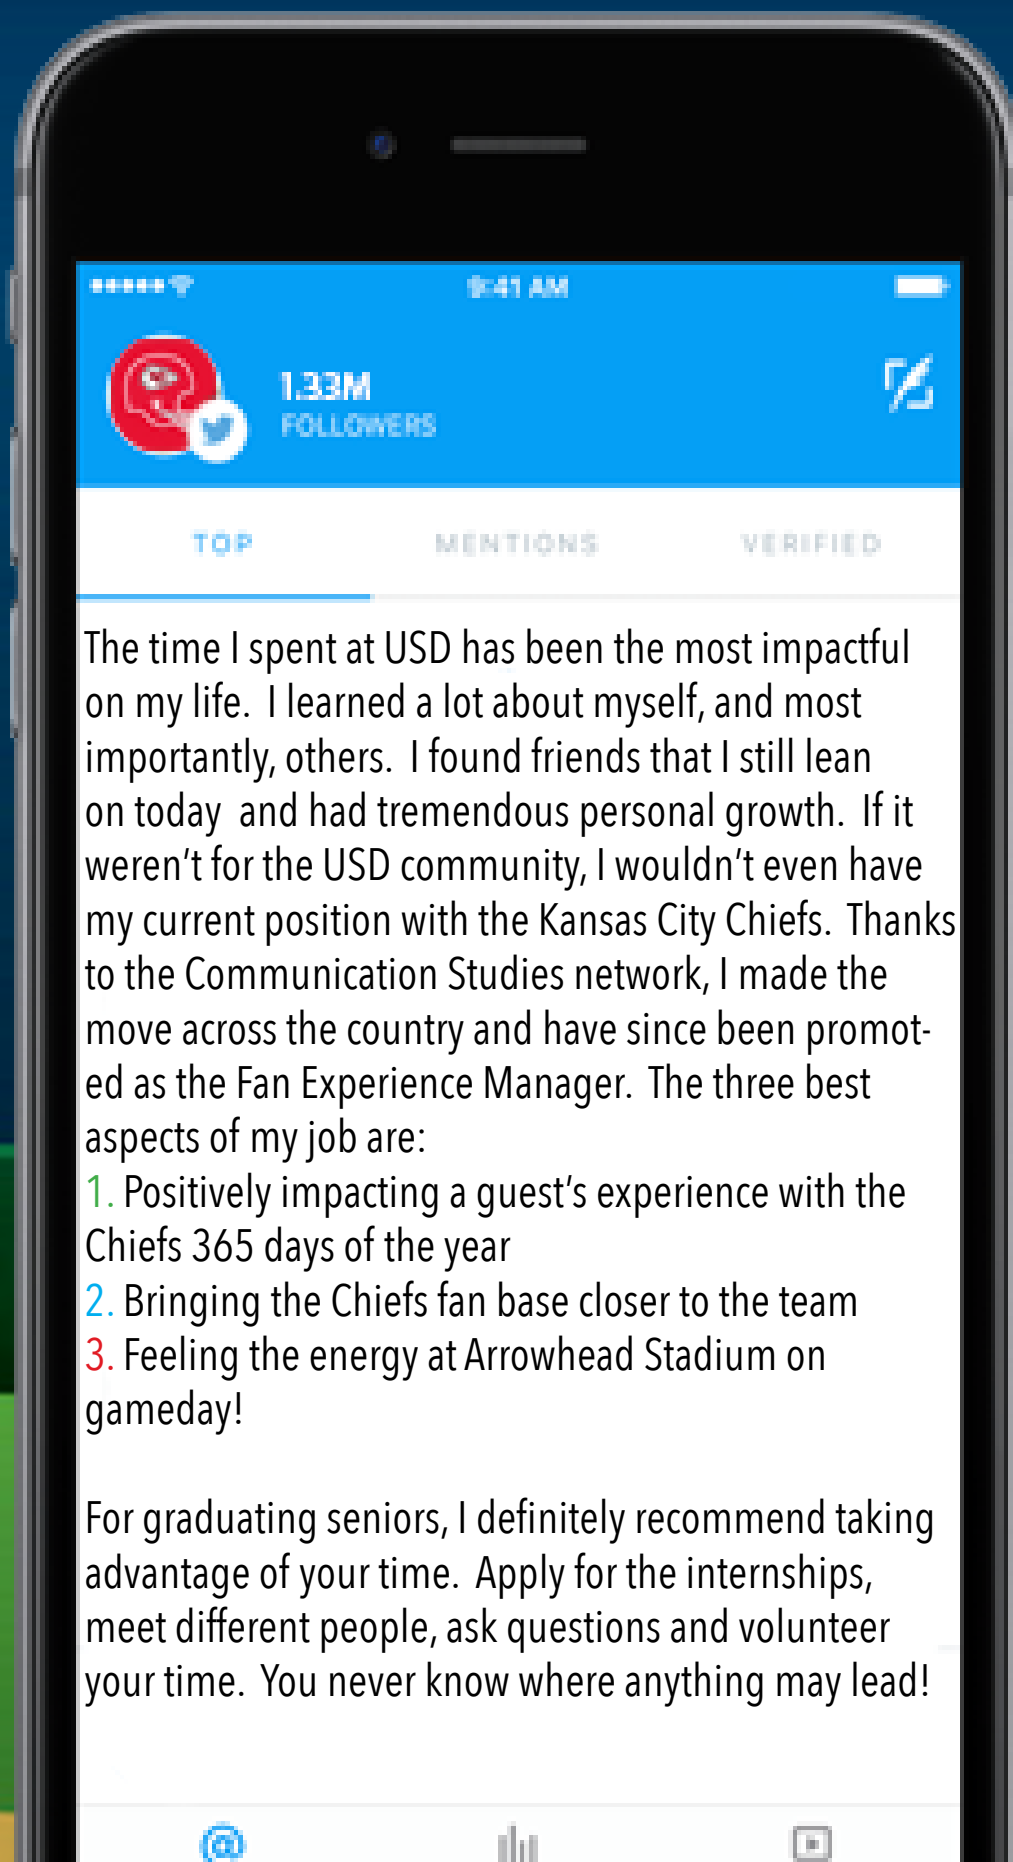 9:41 AM
1.33M
FOLLOWERS
TOP MENTIONS VERIFIED
The time I spent at USD has been the most impactful
on my life.  I learned a lot about myself, and most
importantly, others.  I found friends that I still lean
on today  and had tremendous personal growth.  If it
weren’t for the USD community, I wouldn’t even have
my current position with the Kansas City Chiefs.  Thanks
to the Communication Studies network, I made the
move across the country and have since been promot-
ed as the Fan Experience Manager.  The three best
aspects of my job are:
1. Positively impacting a guest’s experience with the
Chiefs 365 days of the year
2. Bringing the Chiefs fan base closer to the team
3. Feeling the energy at Arrowhead Stadium on
gameday!
For graduating seniors, I definitely recommend taking
advantage of your time.  Apply for the internships,
meet different people, ask questions and volunteer
your time.  You never know where anything may lead!